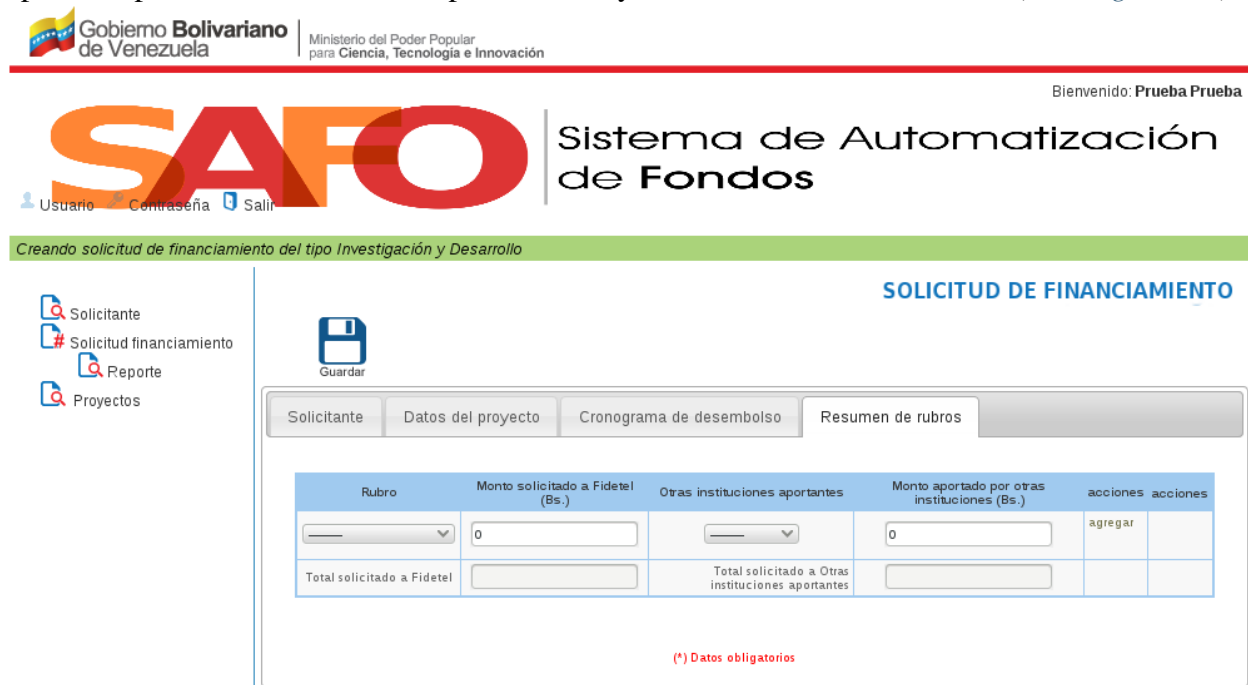 Gobierno Bolivariano
de Venezuela
Ministerio del Poder Popular
para Ciencia, Tecnología e Innovación
Bienvenido: Prueba Prueba
SAFO
Sistema de Automatización
de Fondos
Usuario Contraseña Salir
Creando solicitud de financiamiento del tipo Investigación y Desarrollo
SOLICITUD DE FINANCIAMIENTO
Solicitante
Solicitud financiamiento
Reporte
Proyectos
Guardar
Solicitante Datos del proyecto Cronograma de desembolso Resumen de rubros
Rubro Monto solicitado a Fidetel (Bs.) Otras instituciones aportantes Monto aportado por otras instituciones (Bs.) acciones acciones
—— 0 —— 0 agregar
Total solicitado a Fidetel Total solicitado a Otras instituciones aportantes
(*) Datos obligatorios